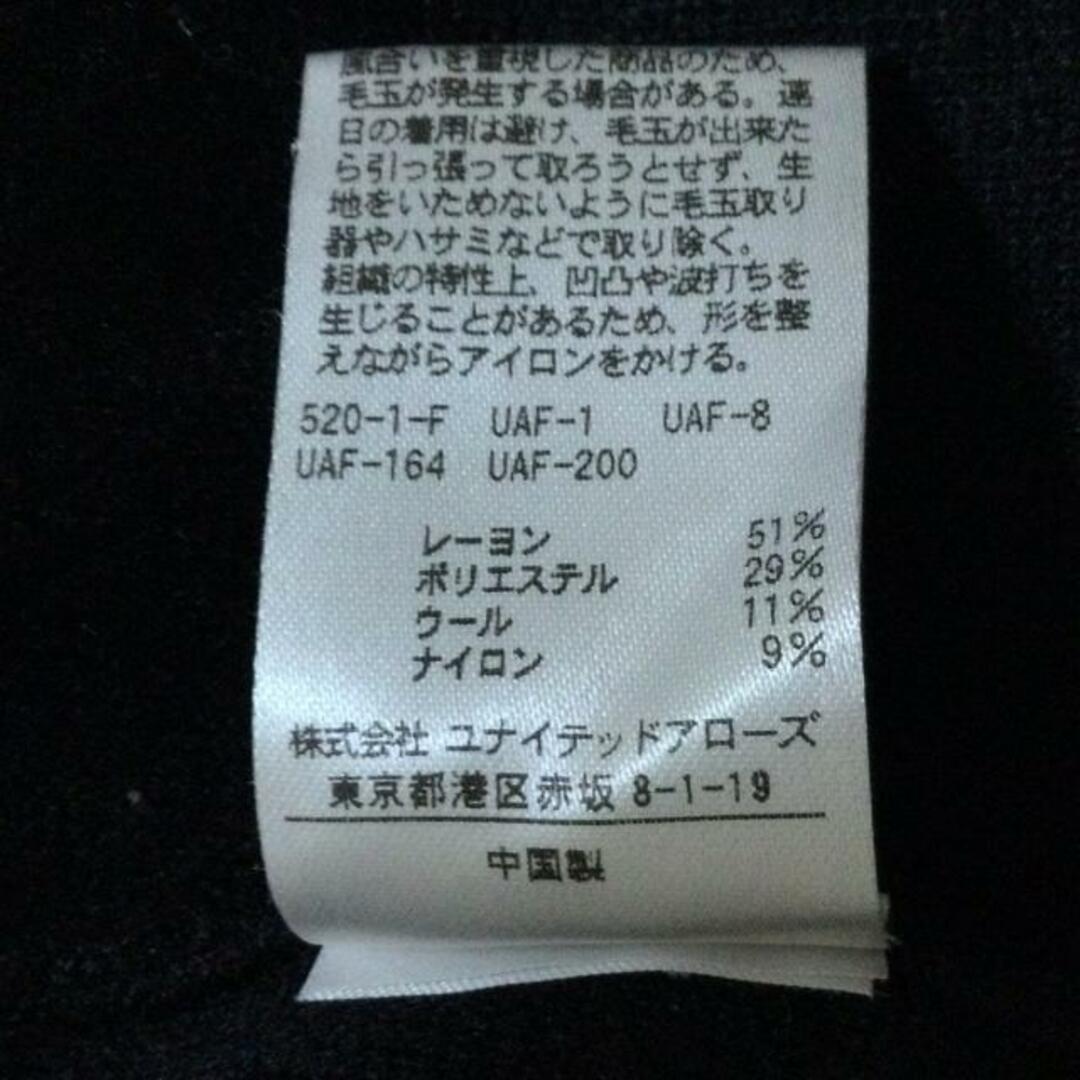 風合いを重視した商品のため、
毛玉が発生する場合がある。連
日の着用は避け、毛玉が出来た
ら引っ張って取ろうとせず、生
地をいためないように毛玉取り
器やハサミなどで取り除く。
組織の特性上、凹凸や波打ちを
生じることがあるため、形を整
えながらアイロンをかける。
520-1-F UAF-1 UAF-8
UAF-164 UAF-200
レーヨン 51%
ポリエステル 29%
ウール 11%
ナイロン 9%
株式会社 ユナイテッドアローズ
東京都港区赤坂 8-1-19
中国製